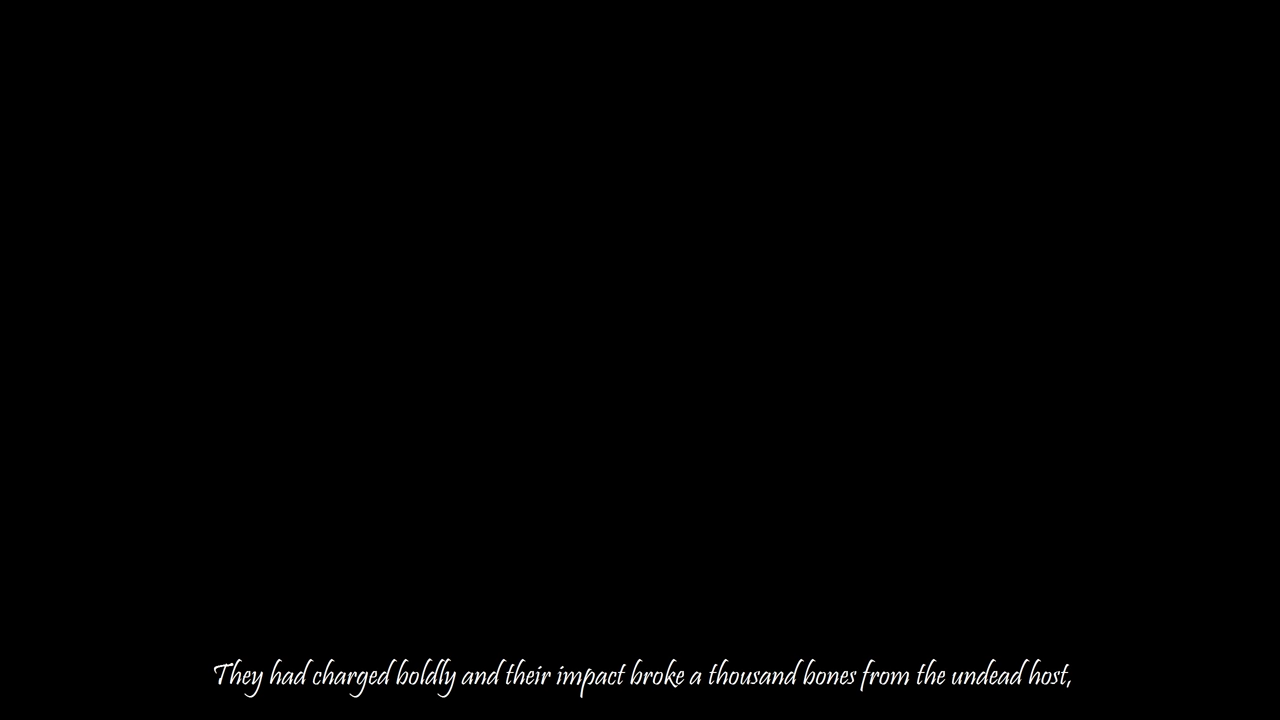 They had charged boldly and their impact broke a thousand bones from the undead host,